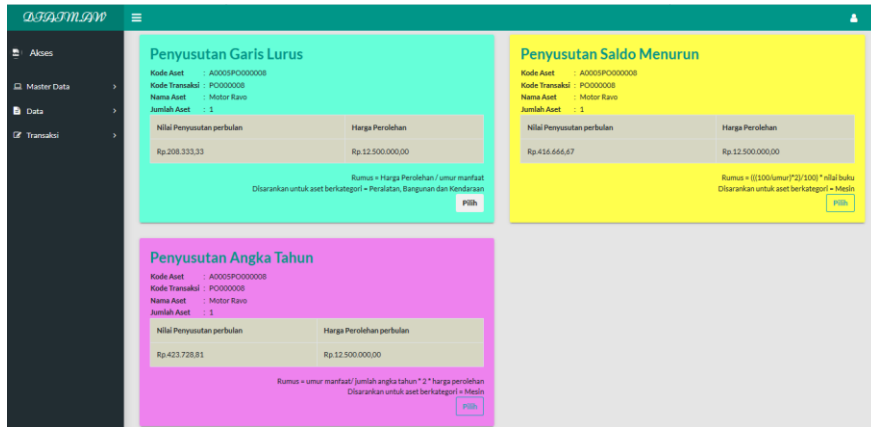 DIAIMAW
Akses
Master Data
Data
Transaksi
Penyusutan Garis Lurus
Kode Aset : A0005PO000008
Kode Transaksi : PO000008
Nama Aset : Motor Ravo
Jumlah Aset : 1
Nilai Penyusutan perbulan Harga Perolehan
Rp.208.333,33 Rp.12.500.000,00
Rumus = Harga Perolehan / umur manfaat
Disarankan untuk aset berkategori = Peralatan, Bangunan dan Kendaraan
Pilih
Penyusutan Saldo Menurun
Kode Aset : A0005PO000008
Kode Transaksi : PO000008
Nama Aset : Motor Ravo
Jumlah Aset : 1
Nilai Penyusutan perbulan Harga Perolehan
Rp.416.666,67 Rp.12.500.000,00
Rumus = (((100/umur)*2)/100) * nilai buku
Disarankan untuk aset berkategori = Mesin
Pilih
Penyusutan Angka Tahun
Kode Aset : A0005PO000008
Kode Transaksi : PO000008
Nama Aset : Motor Ravo
Jumlah Aset : 1
Nilai Penyusutan perbulan Harga Perolehan perbulan
Rp.423.728,81 Rp.12.500.000,00
Rumus = umur manfaat/ jumlah angka tahun * 2 * harga perolehan
Disarankan untuk aset berkategori = Mesin
Pilih